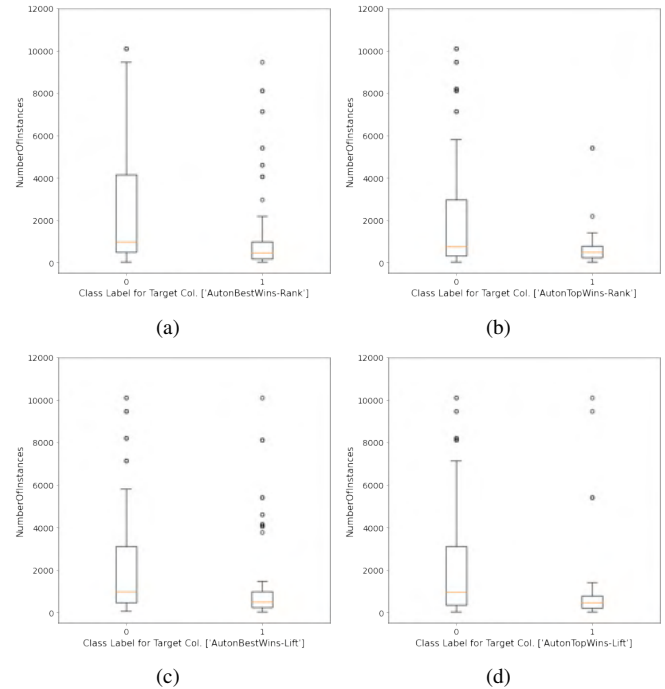 12000
10000
8000
6000
4000
2000
0
NumberOfInstances
0 1
Class Label for Target Col. ['AutonBestWins-Rank']
(a)
12000
10000
8000
6000
4000
2000
0
NumberOfInstances
0 1
Class Label for Target Col. ['AutonTopWins-Rank']
(b)
12000
10000
8000
6000
4000
2000
0
NumberOfInstances
0 1
Class Label for Target Col. ['AutonBestWins-Lift']
(c)
12000
10000
8000
6000
4000
2000
0
NumberOfInstances
0 1
Class Label for Target Col. ['AutonTopWins-Lift']
(d)